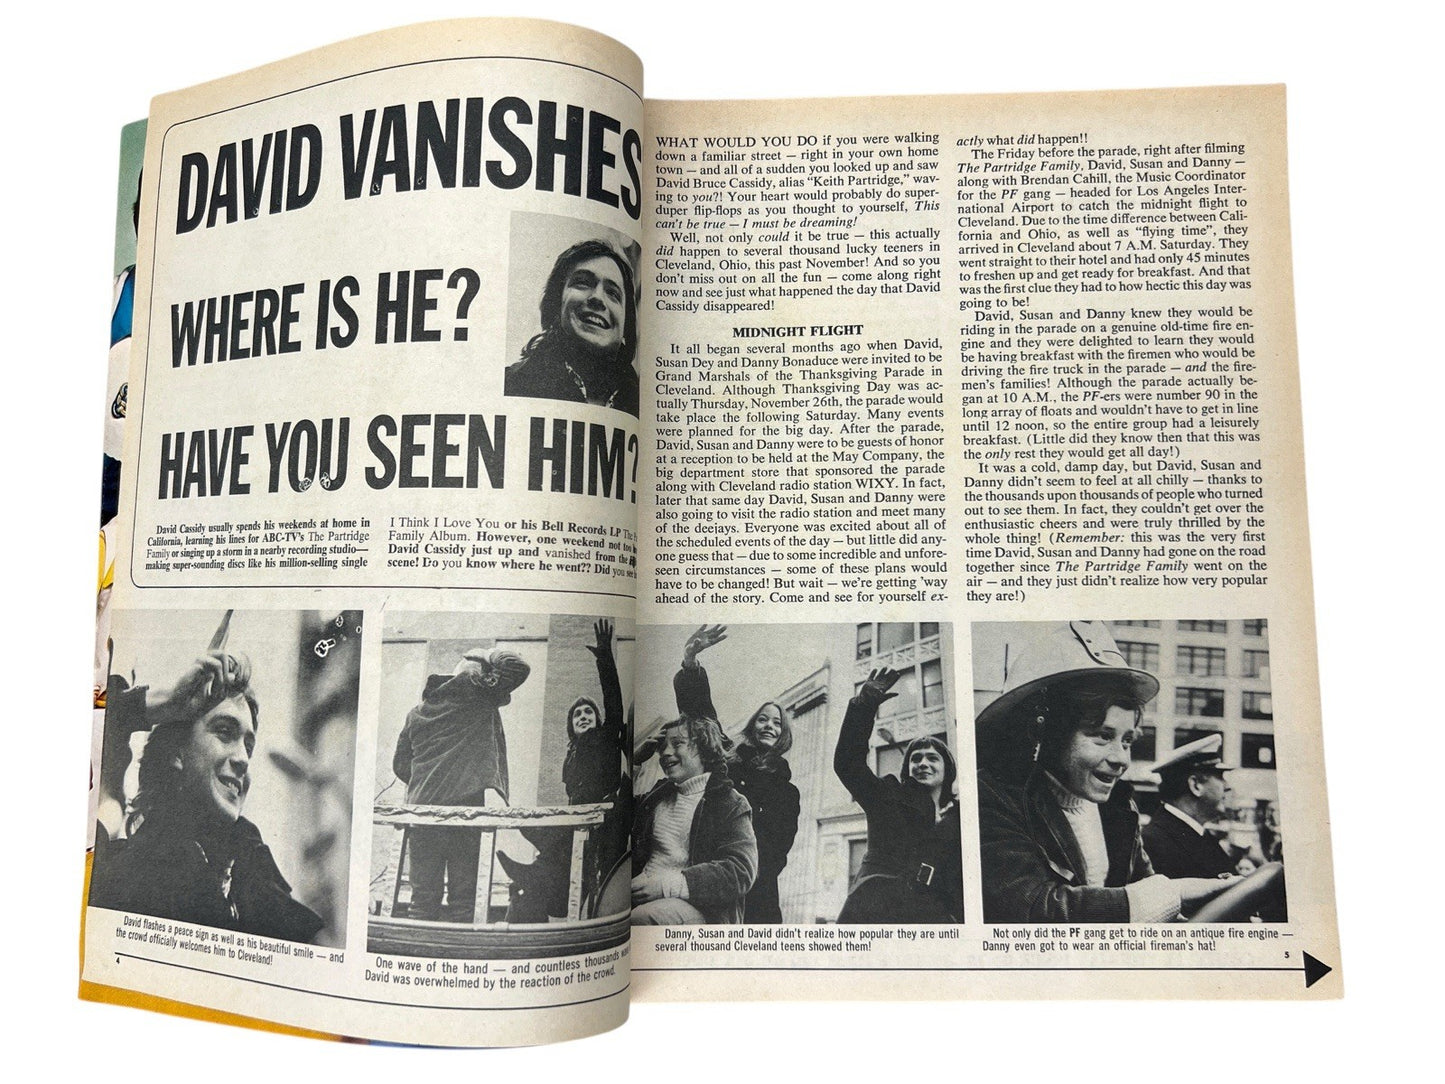 DAVID VANISHES
WHERE IS HE?
HAVE YOU SEEN HIM?
David Cassidy usually spends his weekends at home in
California, learning his lines for ABC-TV's The Partridge
Family or singing up a storm in a nearby recording studio—
making super-sounding discs like his million-selling single
I Think I Love You or his Bell Records LP The
Family Album. However, one weekend not too
David Cassidy just up and vanished from the
scene! Do you know where he went?? Did you see
David flashes a peace sign as well as his beautiful smile — and
the crowd officially welcomes him to Cleveland!
One wave of the hand — and countless thousands
David was overwhelmed by the reaction of the crowd.
4
WHAT WOULD YOU DO if you were walking
down a familiar street — right in your own home
town — and all of a sudden you looked up and saw
David Bruce Cassidy, alias "Keith Partridge," wav-
ing to you?! Your heart would probably do super-
duper flip-flops as you thought to yourself, This
can't be true — I must be dreaming!
Well, not only could it be true — this actually
did happen to several thousand lucky teeners in
Cleveland, Ohio, this past November! And so you
don't miss out on all the fun — come along right
now and see just what happened the day that David
Cassidy disappeared!
MIDNIGHT FLIGHT
It all began several months ago when David,
Susan Dey and Danny Bonaduce were invited to be
Grand Marshals of the Thanksgiving Parade in
Cleveland. Although Thanksgiving Day was ac-
tually Thursday, November 26th, the parade would
take place the following Saturday. Many events
were planned for the big day. After the parade,
David, Susan and Danny were to be guests of honor
at a reception to be held at the May Company, the
big department store that sponsored the parade
along with Cleveland radio station WIXY. In fact,
later that same day David, Susan and Danny were
also going to visit the radio station and meet many
of the deejays. Everyone was excited about all of
the scheduled events of the day — but little did any-
one guess that — due to some incredible and unfore-
seen circumstances — some of these plans would
have to be changed! But wait — we're getting 'way
ahead of the story. Come and see for yourself ex-
actly what did happen!!
The Friday before the parade, right after filming
The Partridge Family, David, Susan and Danny —
along with Brendan Cahill, the Music Coordinator
for the PF gang — headed for Los Angeles Inter-
national Airport to catch the midnight flight to
Cleveland. Due to the time difference between Cali-
fornia and Ohio, as well as "flying time", they
arrived in Cleveland about 7 A.M. Saturday. They
went straight to their hotel and had only 45 minutes
to freshen up and get ready for breakfast. And that
was the first clue they had to how hectic this day was
going to be!
David, Susan and Danny knew they would be
riding in the parade on a genuine old-time fire en-
gine and they were delighted to learn they would
be having breakfast with the firemen who would be
driving the fire truck in the parade — and the fire-
men's families! Although the parade actually be-
gan at 10 A.M., the PF-ers were number 90 in the
long array of floats and wouldn't have to get in line
until 12 noon, so the entire group had a leisurely
breakfast. (Little did they know then that this was
the only rest they would get all day!)
It was a cold, damp day, but David, Susan and
Danny didn't seem to feel at all chilly — thanks to
the thousands upon thousands of people who turned
out to see them. In fact, they couldn't get over the
enthusiastic cheers and were truly thrilled by the
whole thing! (Remember: this was the very first
time David, Susan and Danny had gone on the road
together since The Partridge Family went on the
air — and they just didn't realize how very popular
they are!)
Danny, Susan and David didn't realize how popular they are until
several thousand Cleveland teens showed them!
Not only did the PF gang get to ride on an antique fire engine —
Danny even got to wear an official fireman's hat!
5